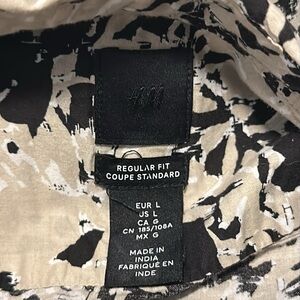 H&M
REGULAR FIT
COUPE STANDARD
EUR L
US L
CA G
CN 185/108A
MX G
MADE IN
INDIA
FABRIQUÉ EN
INDE